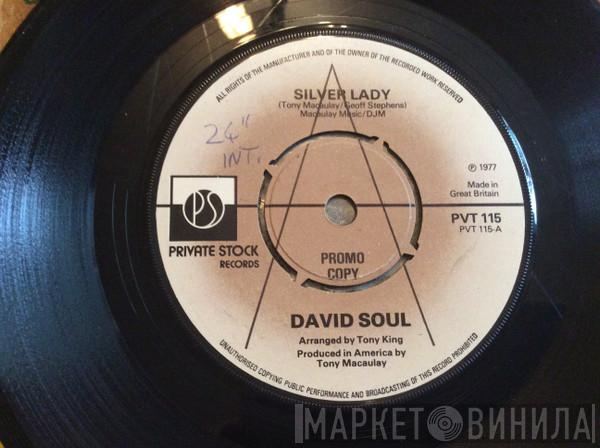 ALL RIGHTS OF THE MANUFACTURER AND OF THE OWNER OF THE RECORDED WORK RESERVED
SILVER LADY
(Tony Macaulay/Geoff Stephens)
Macaulay Music/DJM
24"
INT.
℗ 1977
Made in
Great Britain
PS
PVT 115
PVT 115-A
PRIVATE STOCK
RECORDS
A
PROMO
COPY
DAVID SOUL
Arranged by Tony King
Produced in America by
Tony Macaulay
UNAUTHORISED COPYING PUBLIC PERFORMANCE AND BROADCASTING OF THIS RECORD PROHIBITED
МАРКЕТ ВИНИЛА